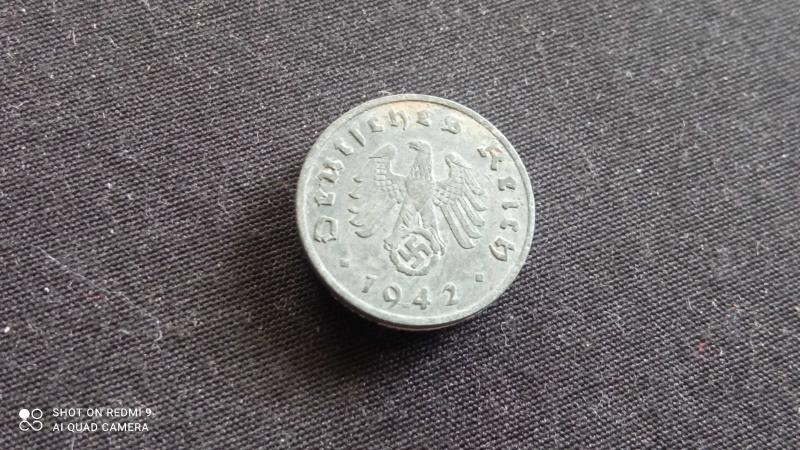 Deutsches Reich
1942
SHOT ON REDMI 9
AI QUAD CAMERA